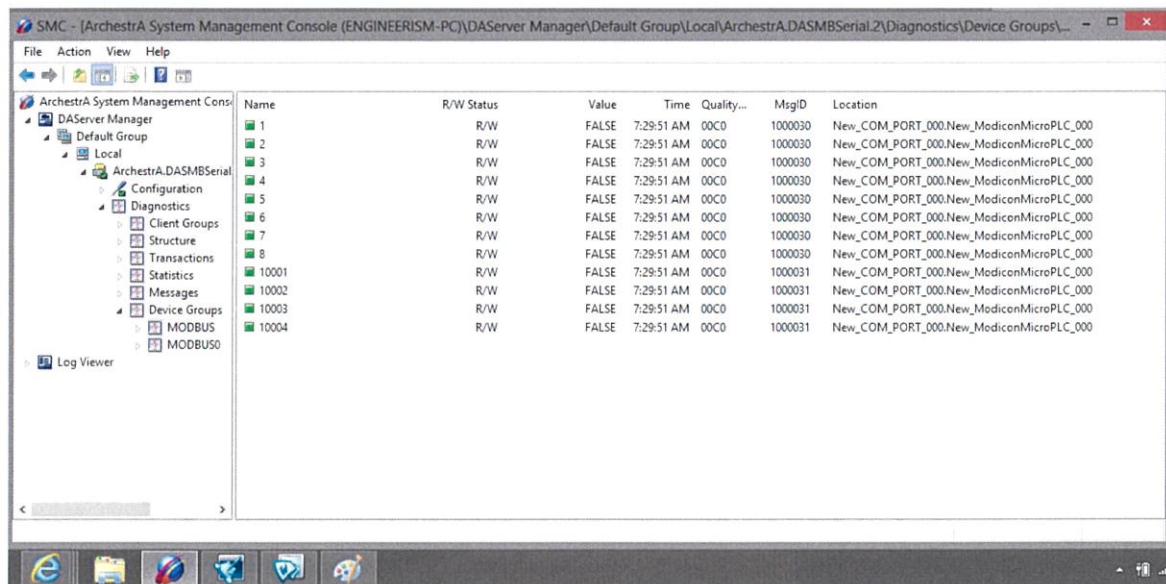 SMC - [ArchestrA System Management Console (ENGINEERISM-PC)\DAServer Manager\Default Group\Local\ArchestrA.DASMBSerial.2\Diagnostics\Device Groups\...
File Action View Help
ArchestrA System Management Cons
DAServer Manager
Default Group
Local
ArchestrA.DASMBSerial
Configuration
Diagnostics
Client Groups
Structure
Transactions
Statistics
Messages
Device Groups
MODBUS
MODBUS0
Log Viewer
Name R/W Status Value Time Quality... MsgID Location
1 R/W FALSE 7:29:51 AM 00C0 1000030 New_COM_PORT_000.New_ModiconMicroPLC_000
2 R/W FALSE 7:29:51 AM 00C0 1000030 New_COM_PORT_000.New_ModiconMicroPLC_000
3 R/W FALSE 7:29:51 AM 00C0 1000030 New_COM_PORT_000.New_ModiconMicroPLC_000
4 R/W FALSE 7:29:51 AM 00C0 1000030 New_COM_PORT_000.New_ModiconMicroPLC_000
5 R/W FALSE 7:29:51 AM 00C0 1000030 New_COM_PORT_000.New_ModiconMicroPLC_000
6 R/W FALSE 7:29:51 AM 00C0 1000030 New_COM_PORT_000.New_ModiconMicroPLC_000
7 R/W FALSE 7:29:51 AM 00C0 1000030 New_COM_PORT_000.New_ModiconMicroPLC_000
8 R/W FALSE 7:29:51 AM 00C0 1000030 New_COM_PORT_000.New_ModiconMicroPLC_000
10001 R/W FALSE 7:29:51 AM 00C0 1000031 New_COM_PORT_000.New_ModiconMicroPLC_000
10002 R/W FALSE 7:29:51 AM 00C0 1000031 New_COM_PORT_000.New_ModiconMicroPLC_000
10003 R/W FALSE 7:29:51 AM 00C0 1000031 New_COM_PORT_000.New_ModiconMicroPLC_000
10004 R/W FALSE 7:29:51 AM 00C0 1000031 New_COM_PORT_000.New_ModiconMicroPLC_000